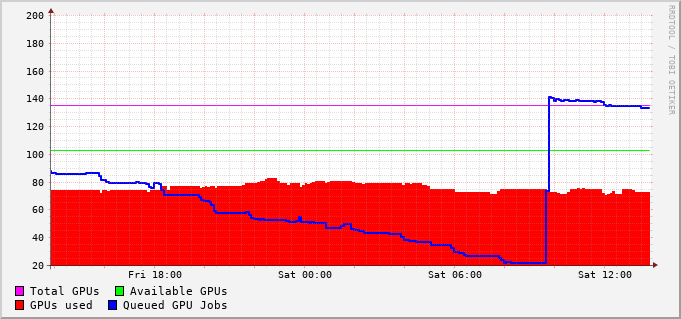 200
180
160
140
120
100
80
60
40
20
Fri 18:00 Sat 00:00 Sat 06:00 Sat 12:00
Total GPUs Available GPUs
GPUs used Queued GPU Jobs
RRDTOOL / TOBI OETIKER